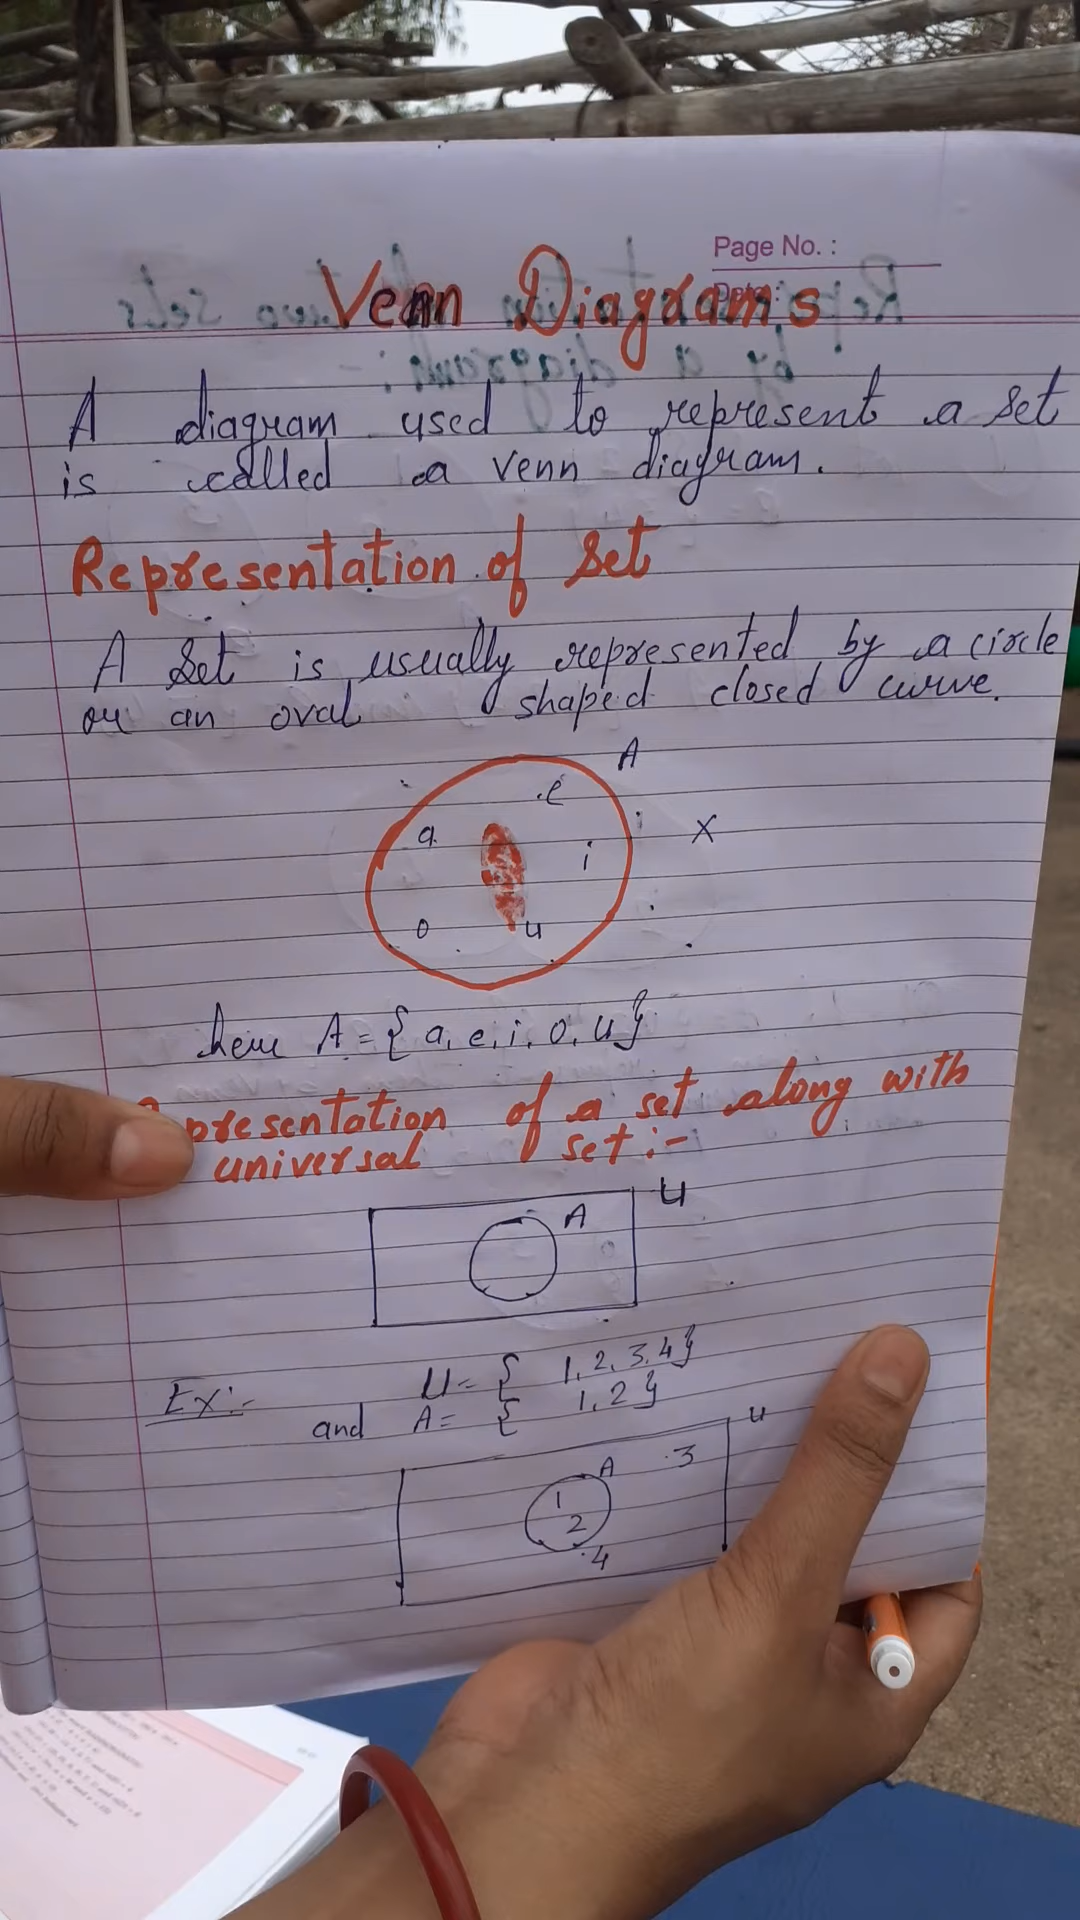 Page No. :
Venn Diagrams
A diagram used to represent a set
is called a venn diagram.
Representation of Set
A Set is usually represented by a circle
or an oval shaped closed curve.
A
e
a
i
X
o
u
here A = {a, e, i, o, u}
presentation of a set along with
universal set :-
U
A
Ex:- U = { 1, 2, 3, 4}
and A = { 1, 2 }
U
A .3
1
2
.4